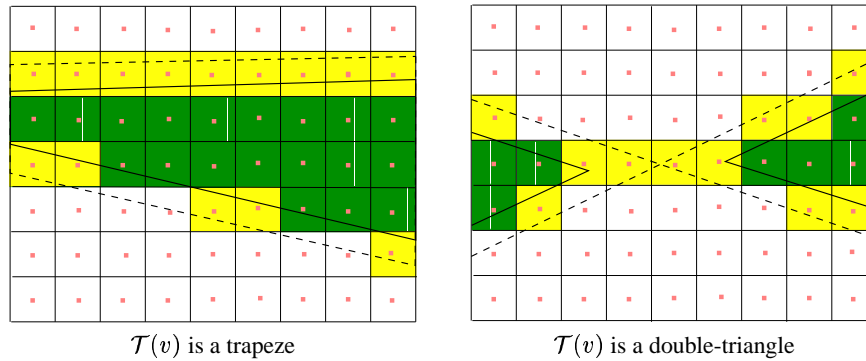 𝒯(v) is a trapeze
𝒯(v) is a double-triangle